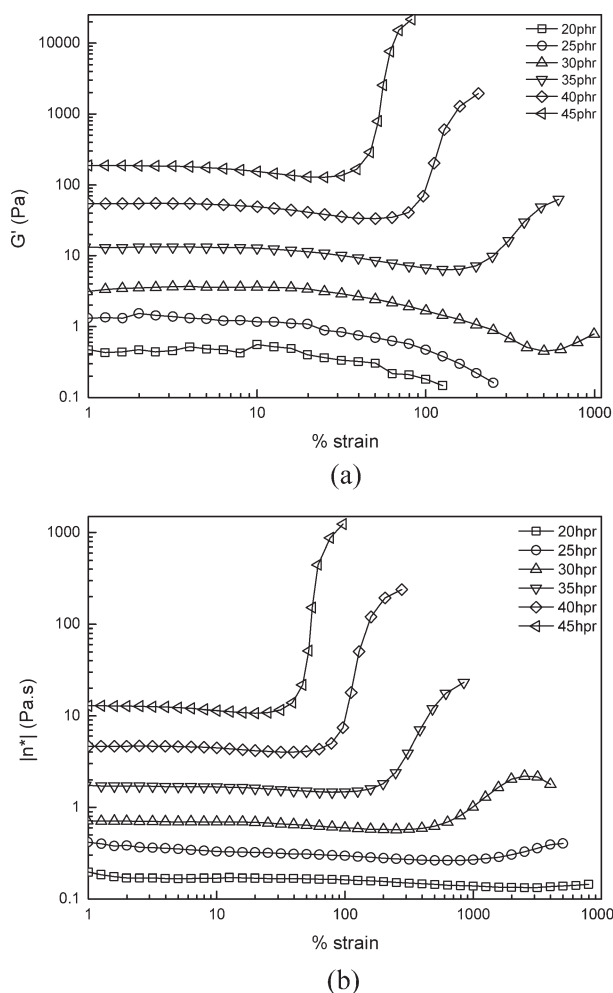 20phr
25phr
30phr
35phr
40phr
45phr
10000
1000
100
10
1
0.1
G' (Pa)
1 10 100 1000
% strain
(a)
20hpr
25hpr
30hpr
35hpr
40hpr
45hpr
1000
100
10
1
0.1
|n*| (Pa.s)
1 10 100 1000 1000
% strain
(b)